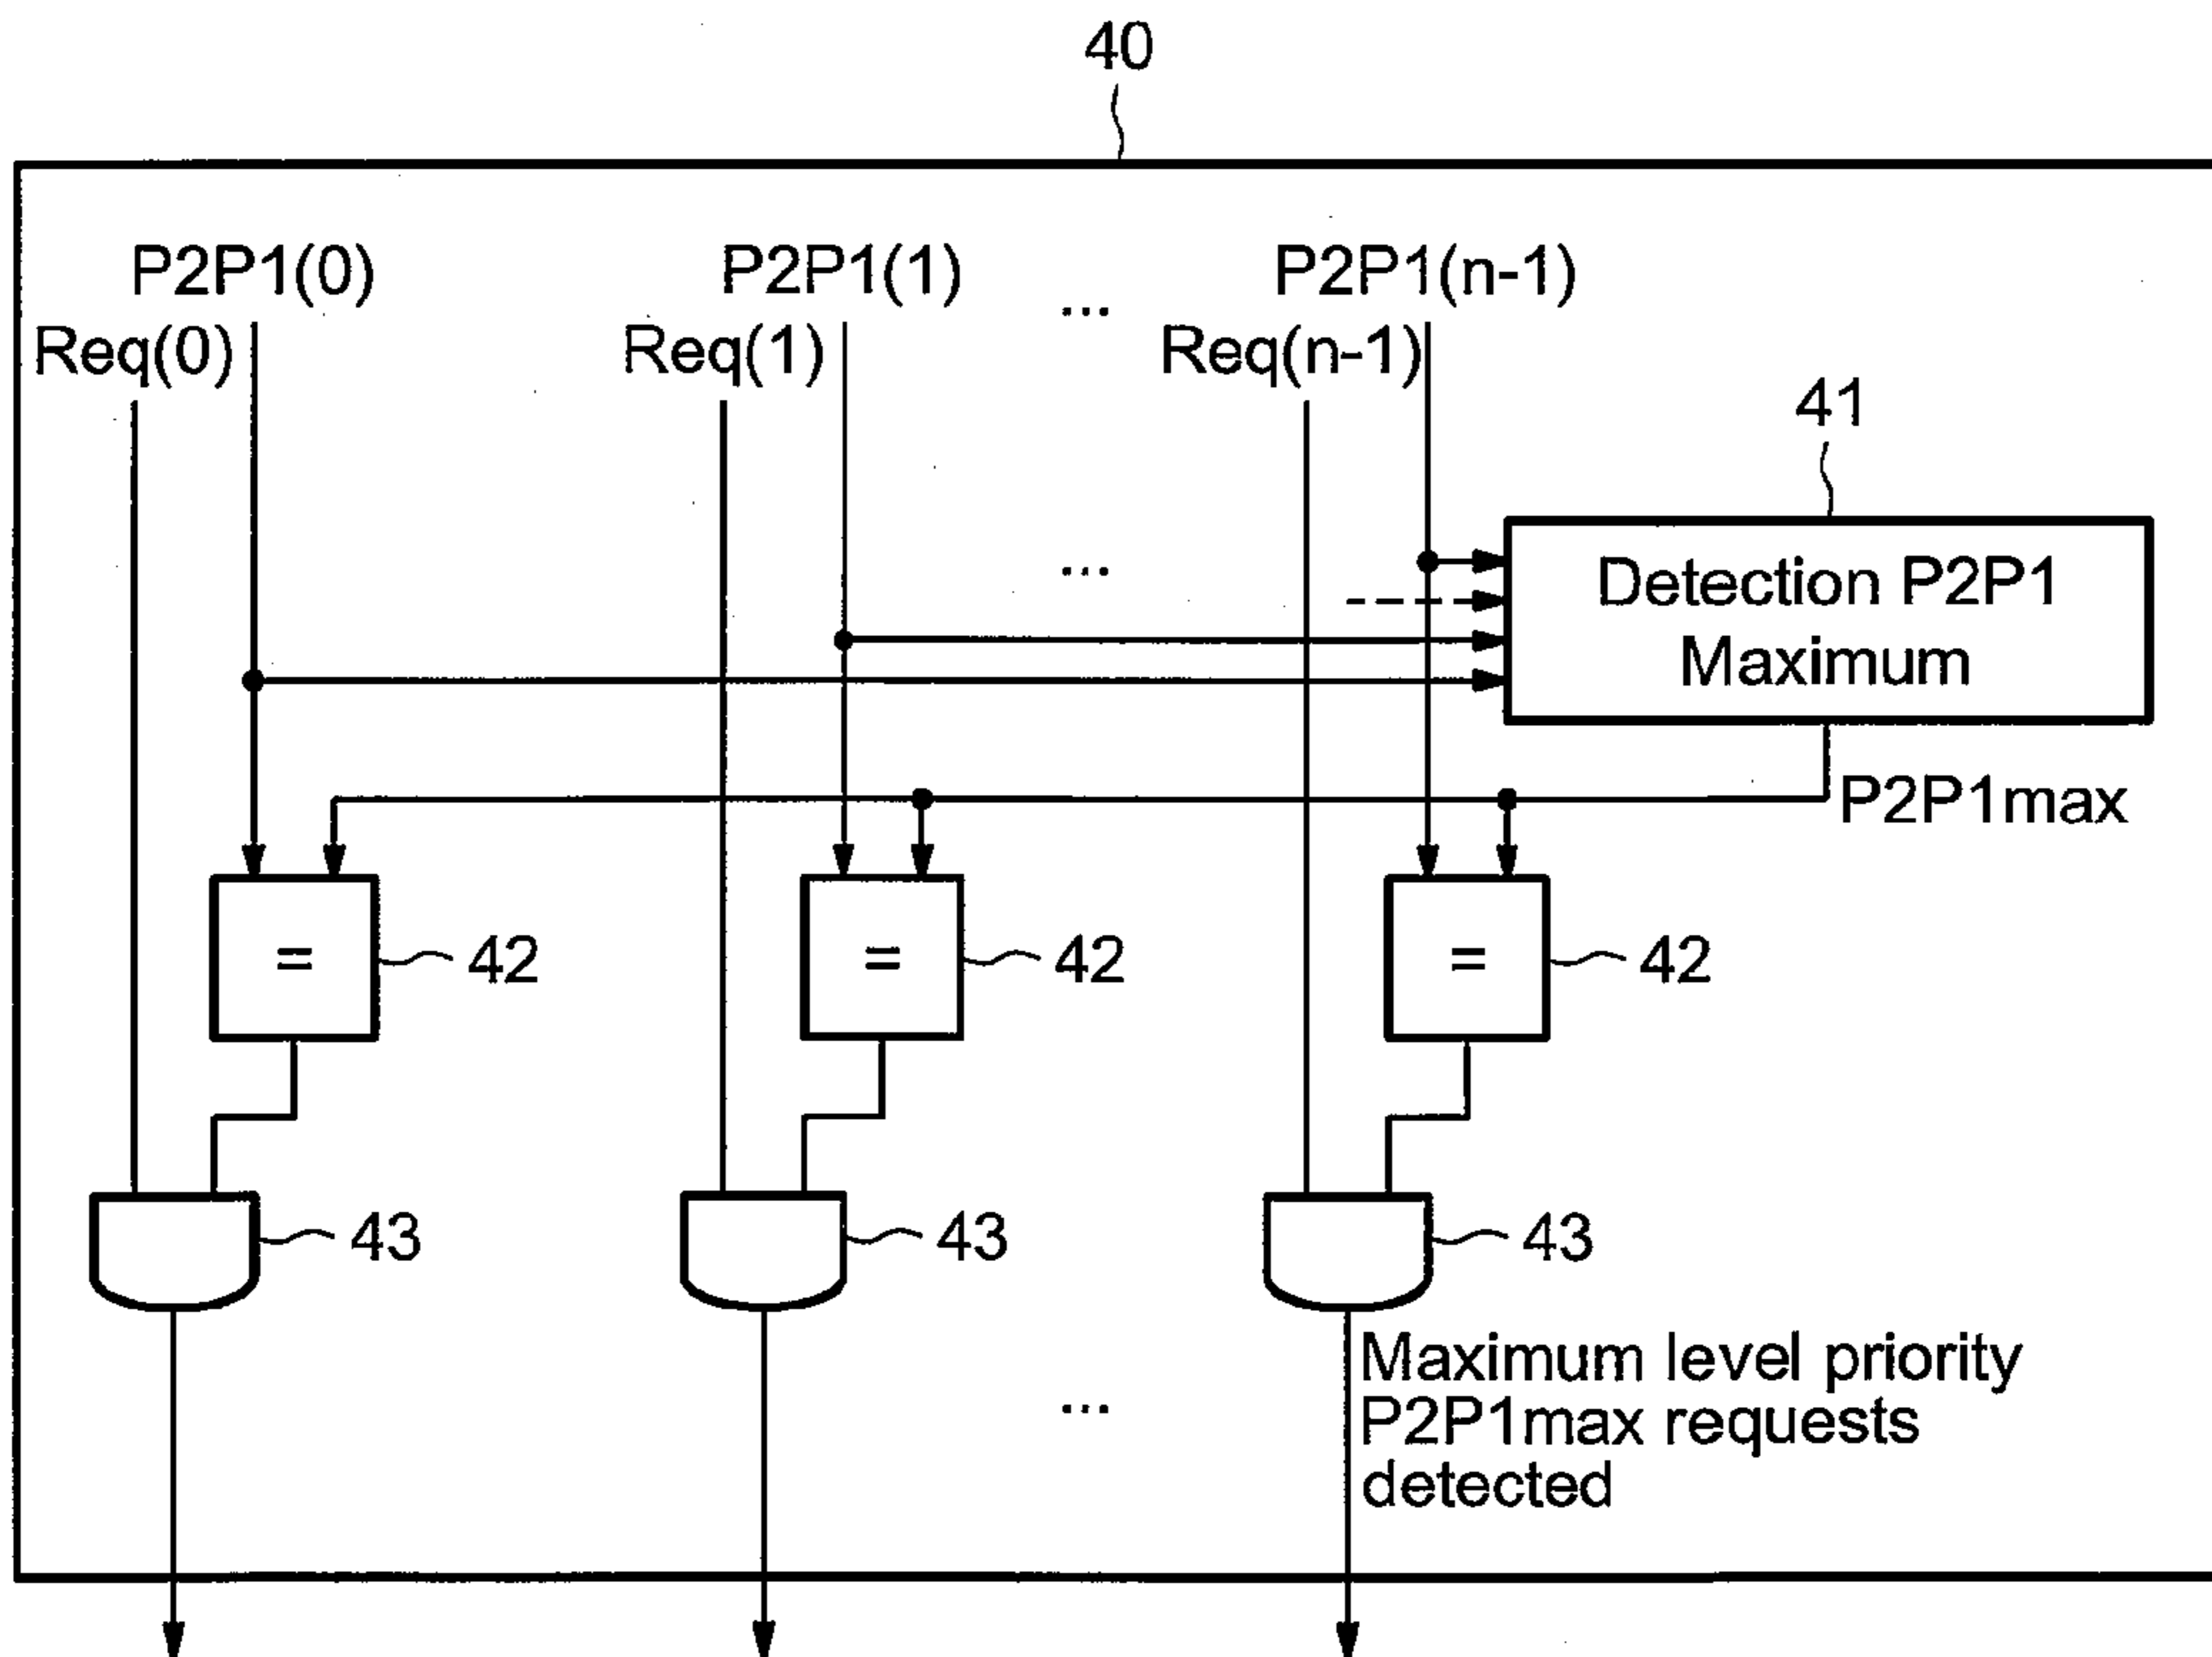 40
P2P1(0)
P2P1(1)
...
P2P1(n-1)
Req(0)
Req(1)
Req(n-1)
41
...
Detection P2P1
Maximum
P2P1max
=
42
=
42
=
42
43
43
43
...
Maximum level priority
P2P1max requests
detected